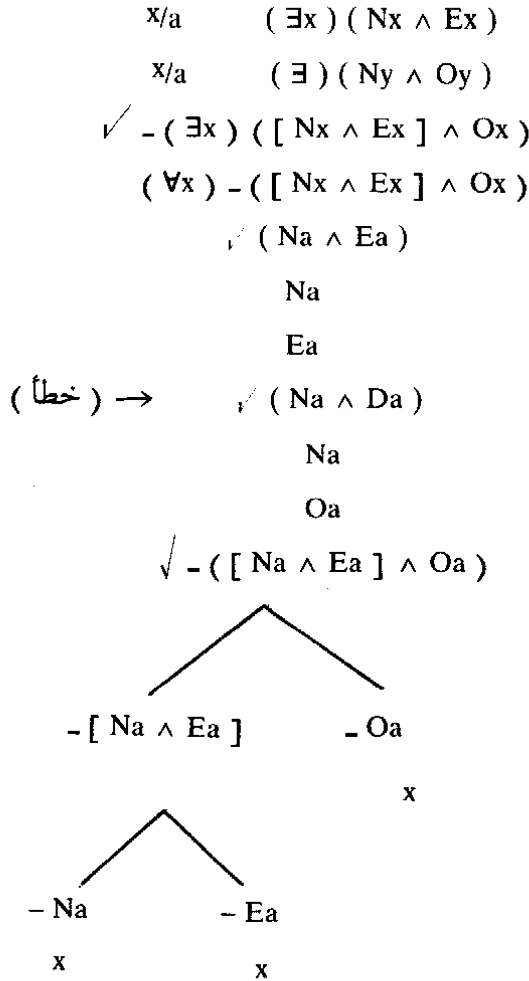 x/a (∃x) (Nx ∧ Ex)
x/a (∃) (Ny ∧ Oy)
✓ -(∃x) ([Nx ∧ Ex] ∧ Ox)
(∀x) -([Nx ∧ Ex] ∧ Ox)
✓ (Na ∧ Ea)
Na
Ea
(خطأ) → ✓ (Na ∧ Da)
Na
Oa
√ -([Na ∧ Ea] ∧ Oa)
-[Na ∧ Ea] -Oa
x
-Na -Ea
x x